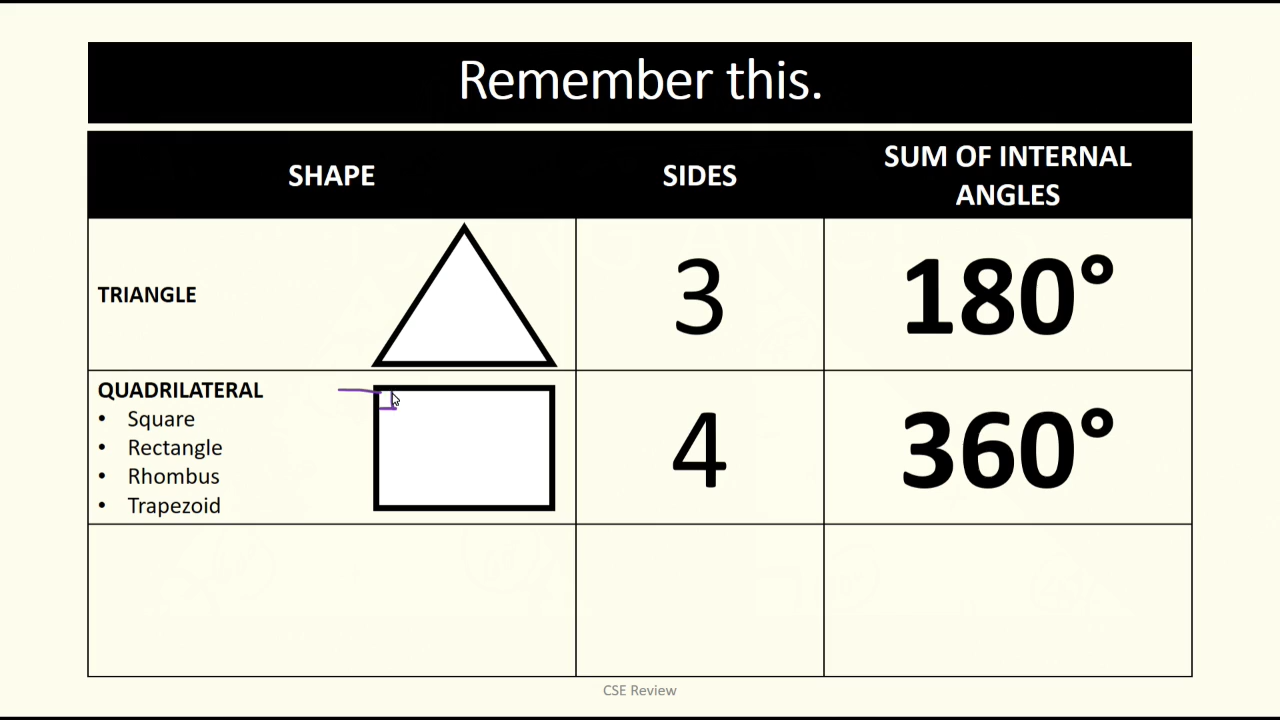 Remember this.
SHAPE
SIDES
SUM OF INTERNAL
ANGLES
TRIANGLE
3
180°
QUADRILATERAL
• Square
• Rectangle
• Rhombus
• Trapezoid
4
360°
CSE Review